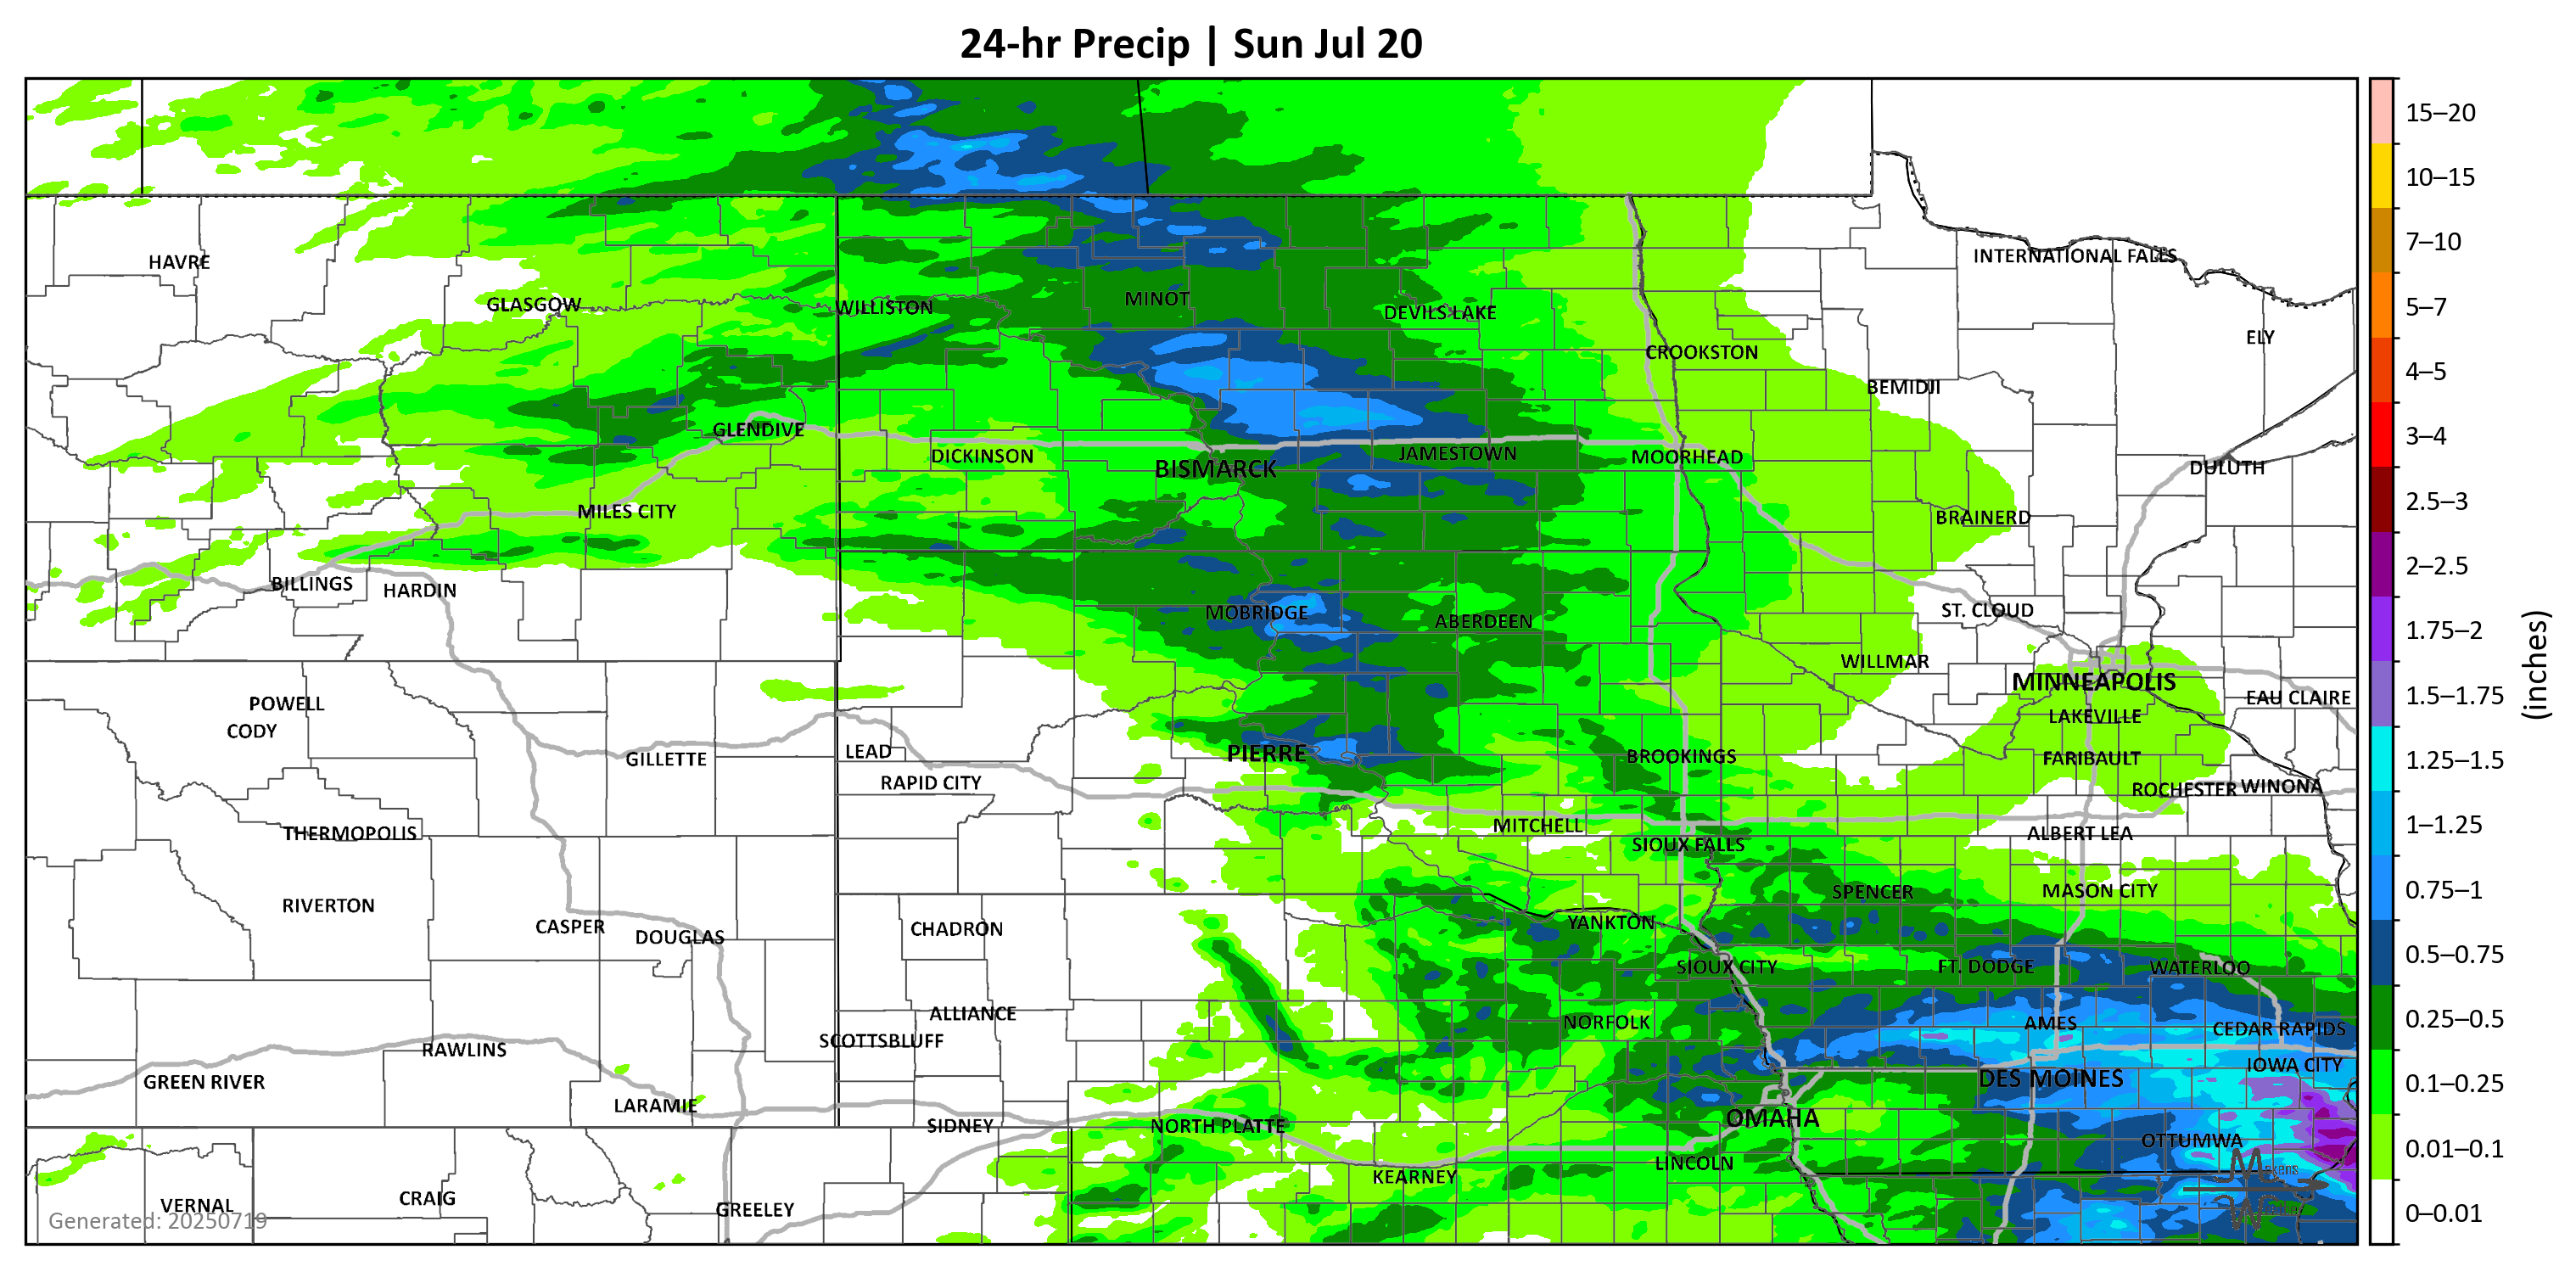 24-hr Precip | Sun Jul 20
HAVRE
INTERNATIONAL FALLS
GLASGOW
WILLISTON
MINOT
DEVILS LAKE
ELY
CROOKSTON
BEMIDJI
GLENDIVE
DICKINSON
BISMARCK
JAMESTOWN
MOORHEAD
DULUTH
MILES CITY
BRAINERD
BILLINGS
HARDIN
MOBRIDGE
ABERDEEN
ST. CLOUD
WILLMAR
MINNEAPOLIS
POWELL
EAU CLAIRE
CODY
LAKEVILLE
GILLETTE
LEAD
PIERRE
BROOKINGS
FARIBAULT
RAPID CITY
ROCHESTER
WINONA
THERMOPOLIS
MITCHELL
ALBERT LEA
SIOUX FALLS
RIVERTON
SPENCER
MASON CITY
CASPER
DOUGLAS
CHADRON
YANKTON
SIOUX CITY
FT. DODGE
WATERLOO
ALLIANCE
NORFOLK
AMES
CEDAR RAPIDS
SCOTTSBLUFF
RAWLINS
IOWA CITY
GREEN RIVER
DES MOINES
LARAMIE
SIDNEY
NORTH PLATTE
OMAHA
OTTUMWA
LINCOLN
KEARNEY
VERNAL
CRAIG
GREELEY
Generated: 20250719
15–20
10–15
7–10
5–7
4–5
3–4
2.5–3
2–2.5
1.75–2
1.5–1.75
1.25–1.5
1–1.25
0.75–1
0.5–0.75
0.25–0.5
0.1–0.25
0.01–0.1
0–0.01
(inches)